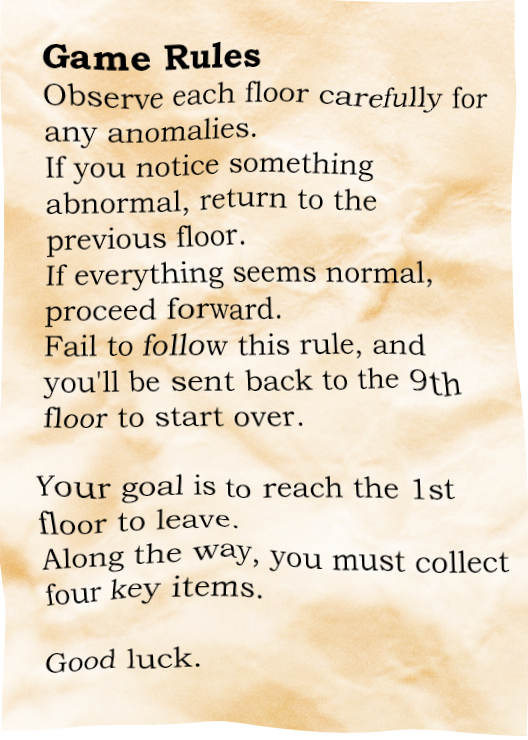 Game Rules
Observe each floor carefully for
any anomalies.
If you notice something
abnormal, return to the
previous floor.
If everything seems normal,
proceed forward.
Fail to follow this rule, and
you'll be sent back to the 9th
floor to start over.
Your goal is to reach the 1st
floor to leave.
Along the way, you must collect
four key items.
Good luck.